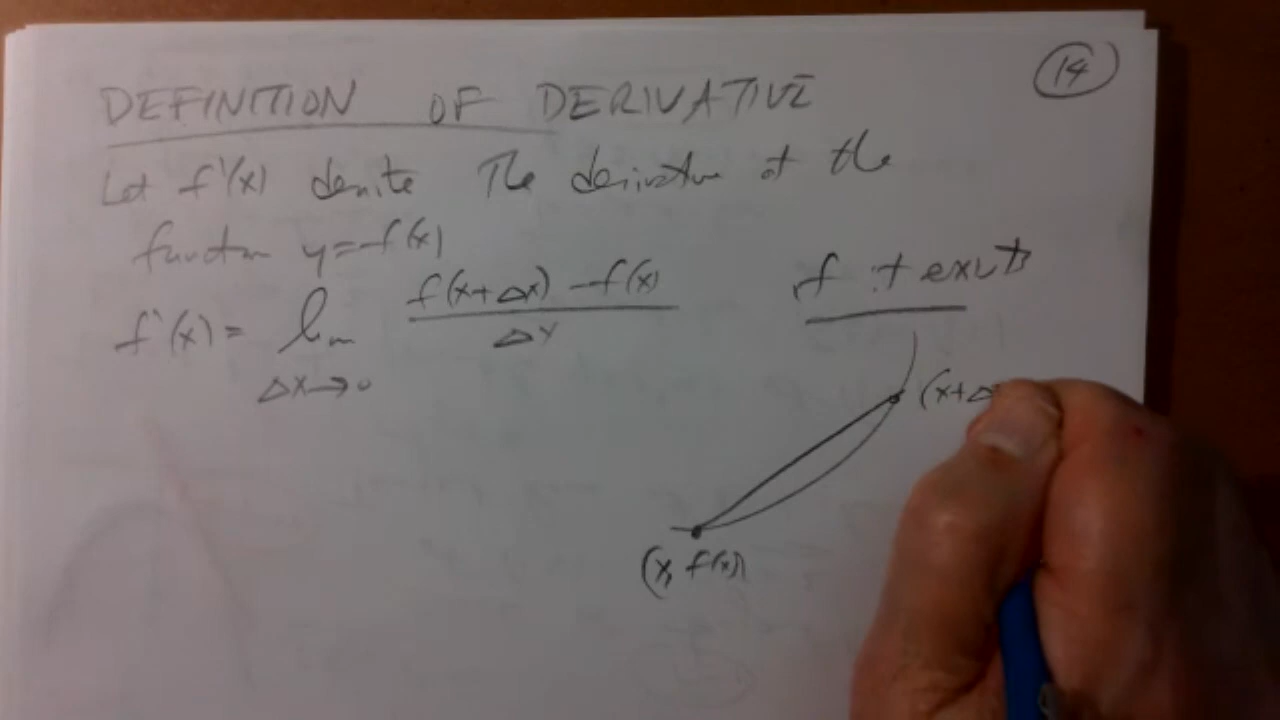 14
DEFINITION OF DERIVATIVE
Let f'(x) denote The derivative of the
function y=f(x)
f'(x) = lim f(x+Δx) - f(x) if it exists
Δx
Δx→0
(x+Δ
(x, f(x))